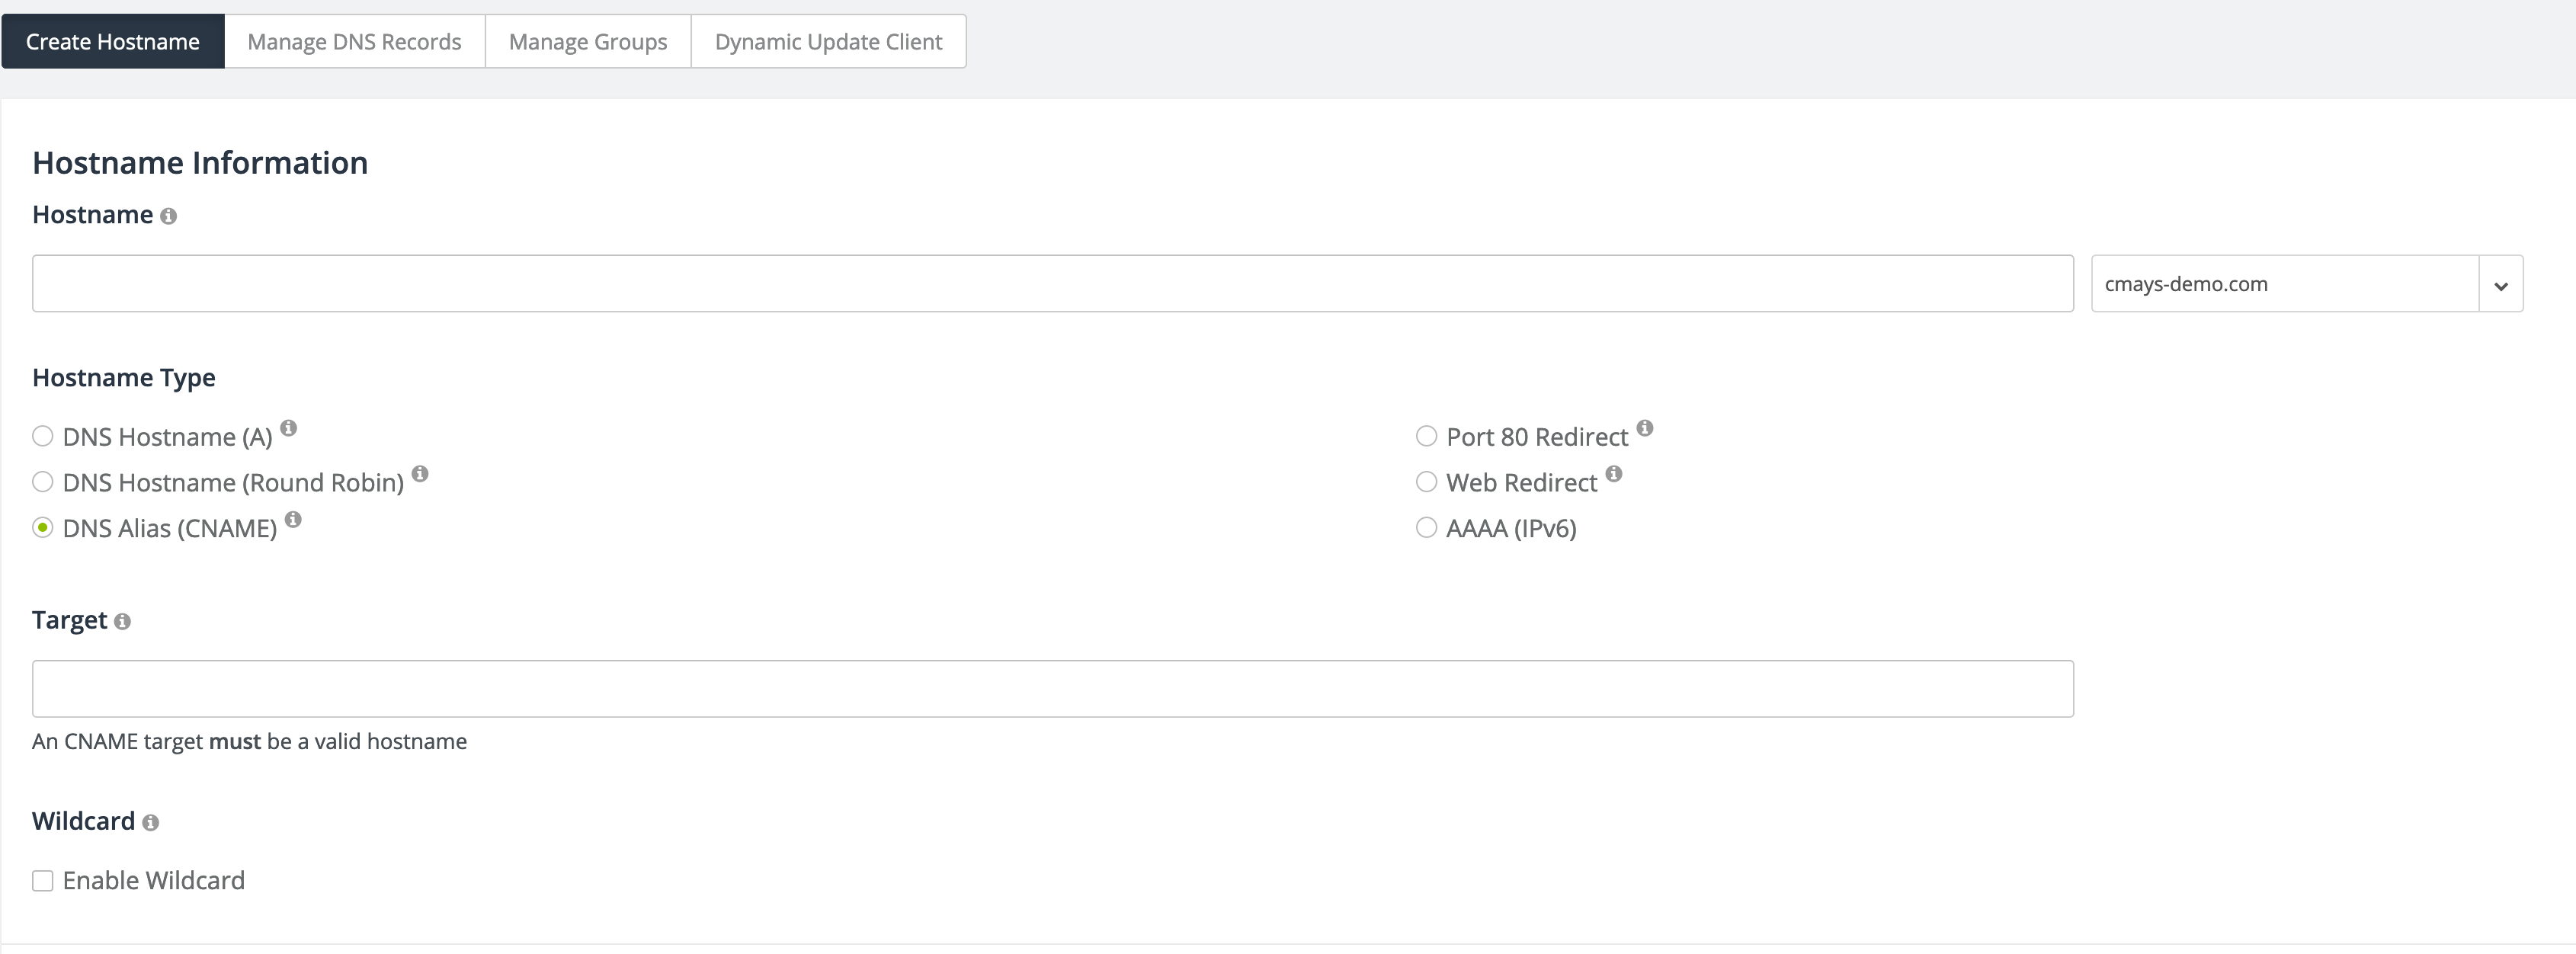 Create Hostname
Manage DNS Records
Manage Groups
Dynamic Update Client
Hostname Information
Hostname
cmays-demo.com
Hostname Type
DNS Hostname (A)
DNS Hostname (Round Robin)
DNS Alias (CNAME)
Port 80 Redirect
Web Redirect
AAAA (IPv6)
Target
An CNAME target must be a valid hostname
Wildcard
Enable Wildcard